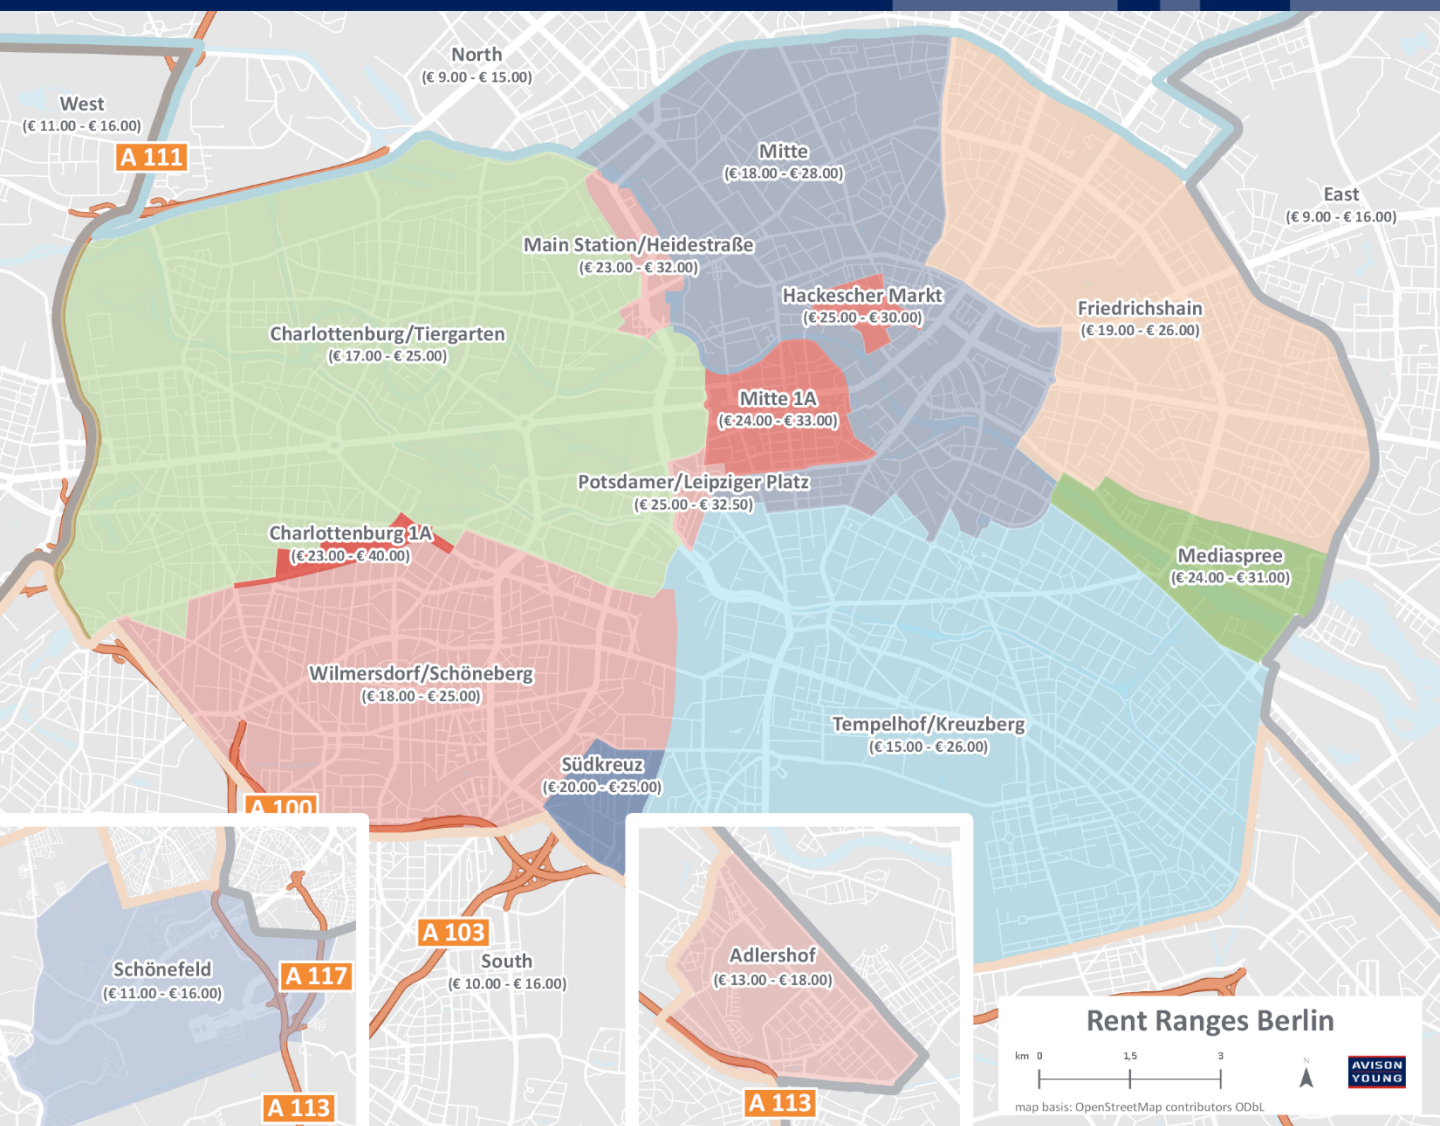 North
(€ 9.00 - € 15.00)
West
(€ 11.00 - € 16.00)
A 111
Mitte
(€ 18.00 - € 28.00)
East
(€ 9.00 - € 16.00)
Main Station/Heidestraße
(€ 23.00 - € 32.00)
Hackescher Markt
(€ 25.00 - € 30.00)
Friedrichshain
(€ 19.00 - € 26.00)
Charlottenburg/Tiergarten
(€ 17.00 - € 25.00)
Mitte 1A
(€ 24.00 - € 33.00)
Potsdamer/Leipziger Platz
(€ 25.00 - € 32.50)
Charlottenburg 1A
(€ 23.00 - € 40.00)
Mediaspree
(€ 24.00 - € 31.00)
Wilmersdorf/Schöneberg
(€ 18.00 - € 25.00)
Tempelhof/Kreuzberg
(€ 15.00 - € 26.00)
Südkreuz
(€ 20.00 - € 25.00)
A 100
A 103
South
(€ 10.00 - € 16.00)
Schönefeld
(€ 11.00 - € 16.00)
A 117
A 113
Adlershof
(€ 13.00 - € 18.00)
A 113
Rent Ranges Berlin
km 0 1,5 3
N
AVISON
YOUNG
map basis: OpenStreetMap contributors ODbL